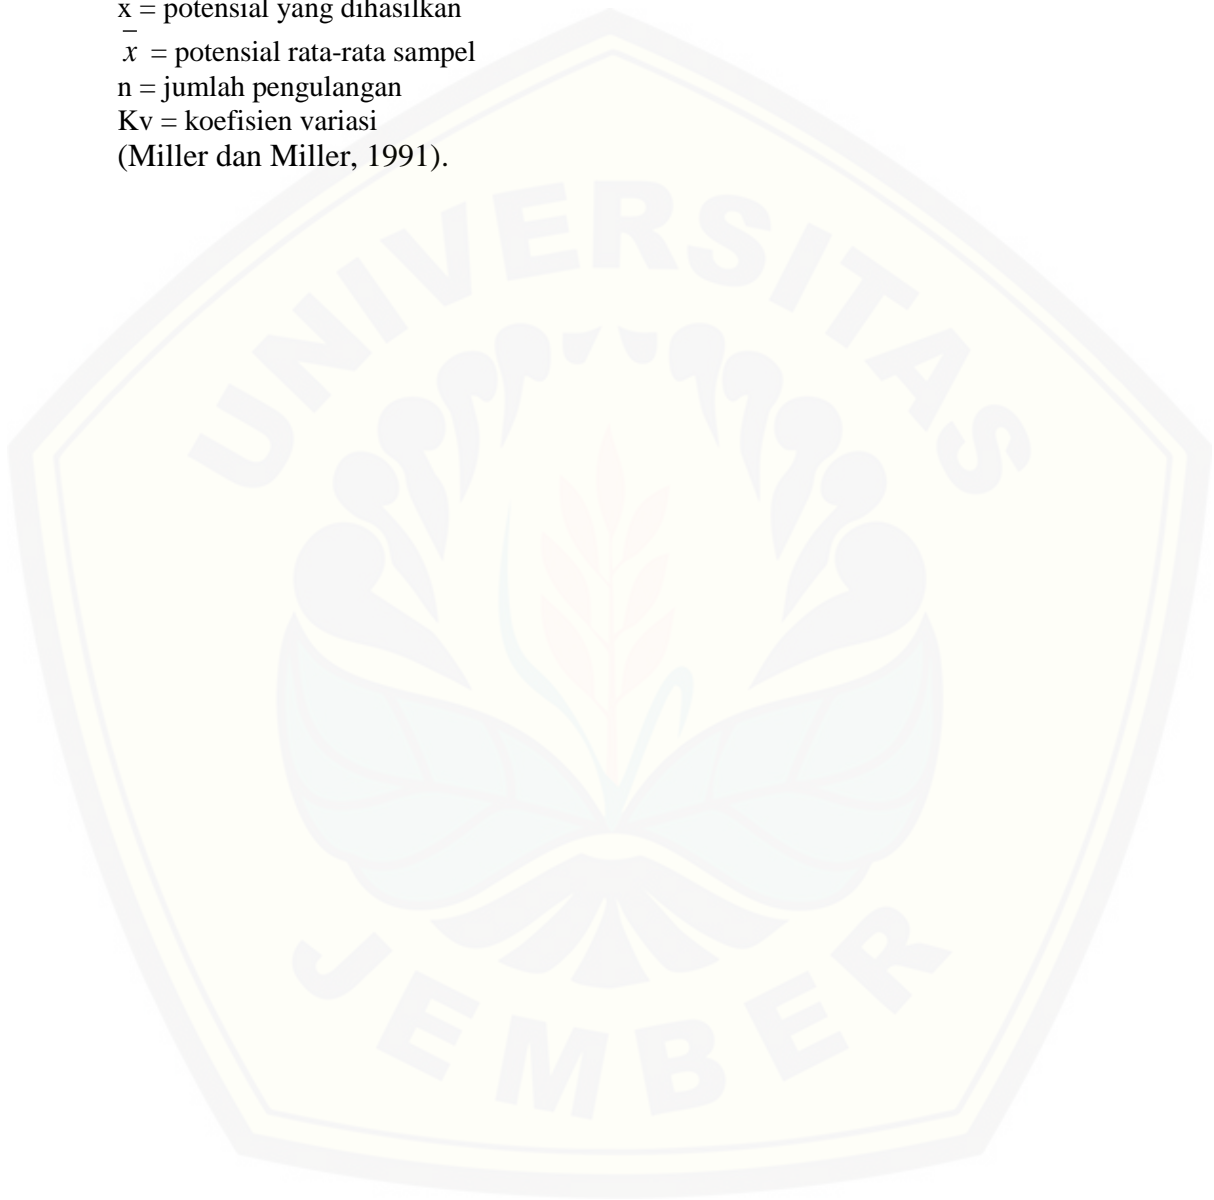 x = potensial yang dihasilkan
x̅ = potensial rata-rata sampel
n = jumlah pengulangan
Kv = koefisien variasi
(Miller dan Miller, 1991).
UNIVERSITAS
JEMBER